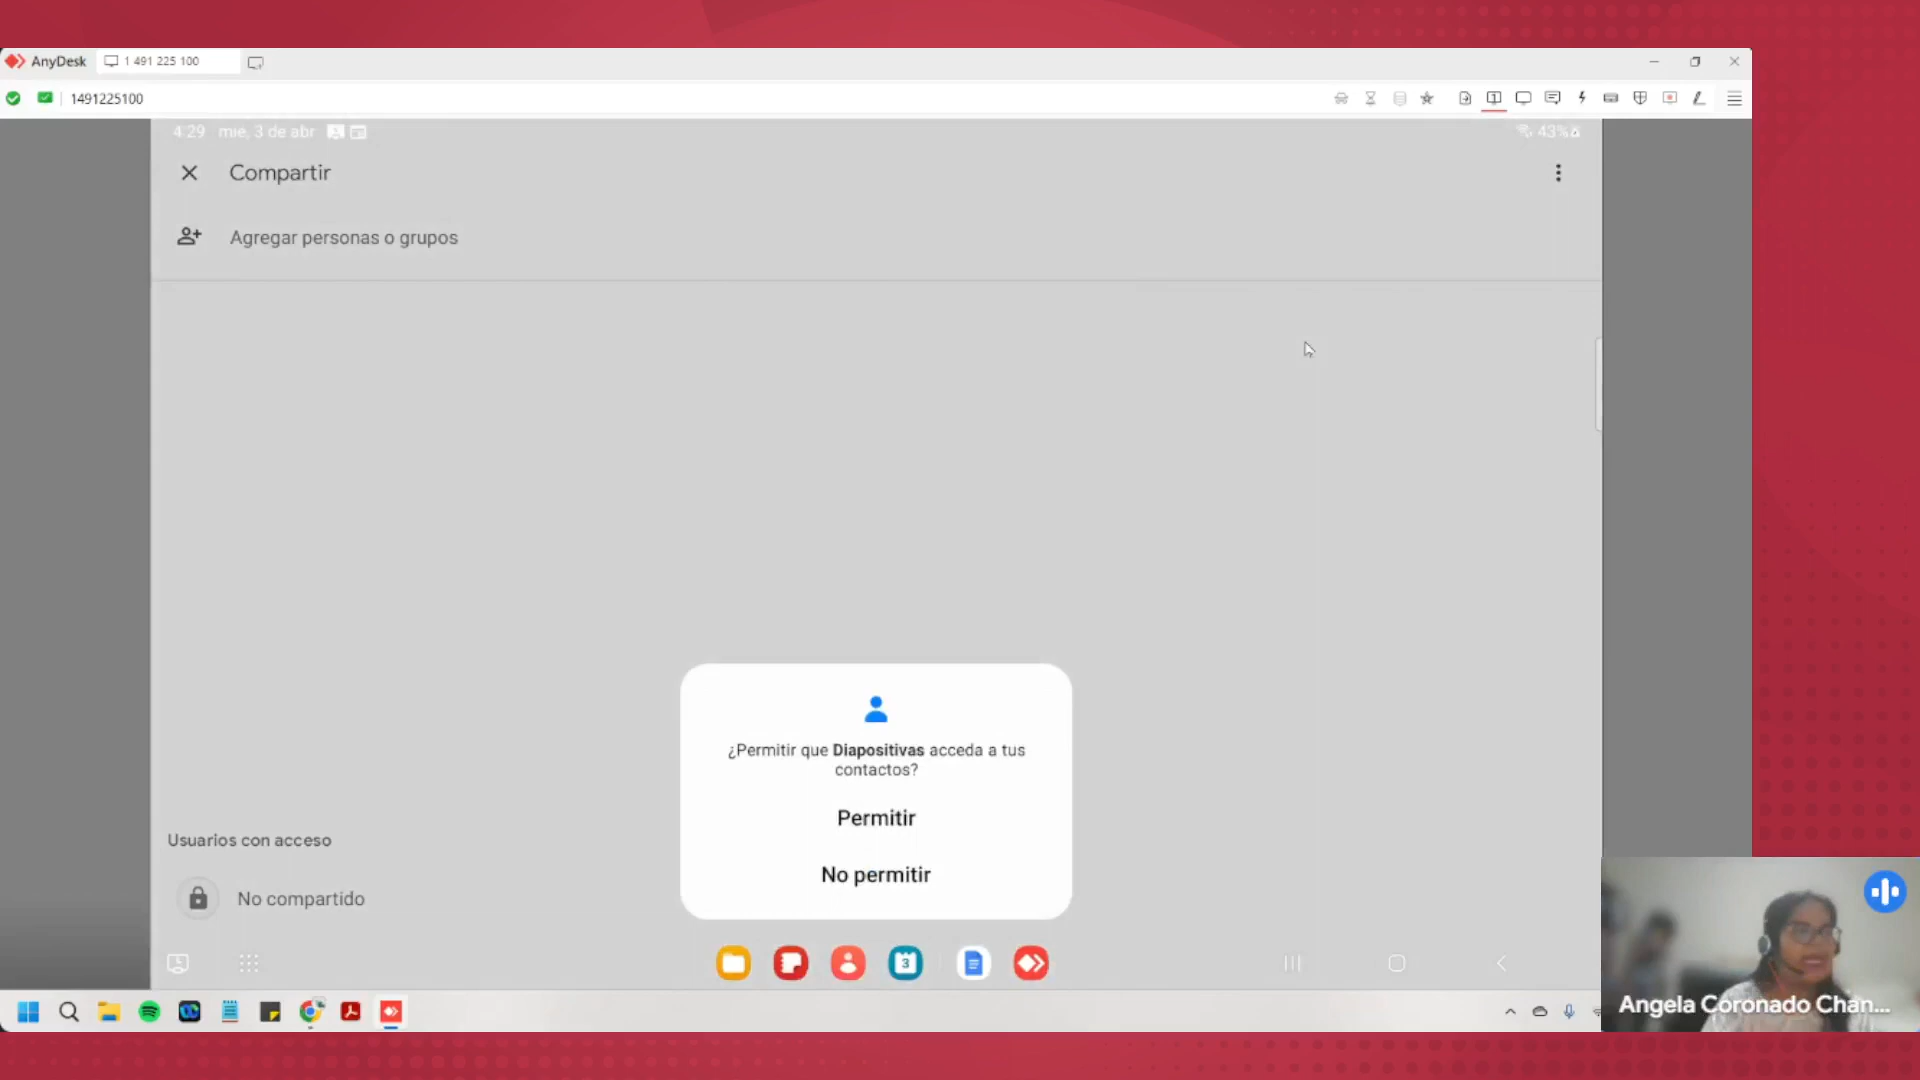 AnyDesk
1 491 225 100
1491225100
4:29 mié, 3 de abr
43%
Compartir
Agregar personas o grupos
¿Permitir que Diapositivas acceda a tus
contactos?
Permitir
No permitir
Usuarios con acceso
No compartido
3
Angela Coronado Chan...